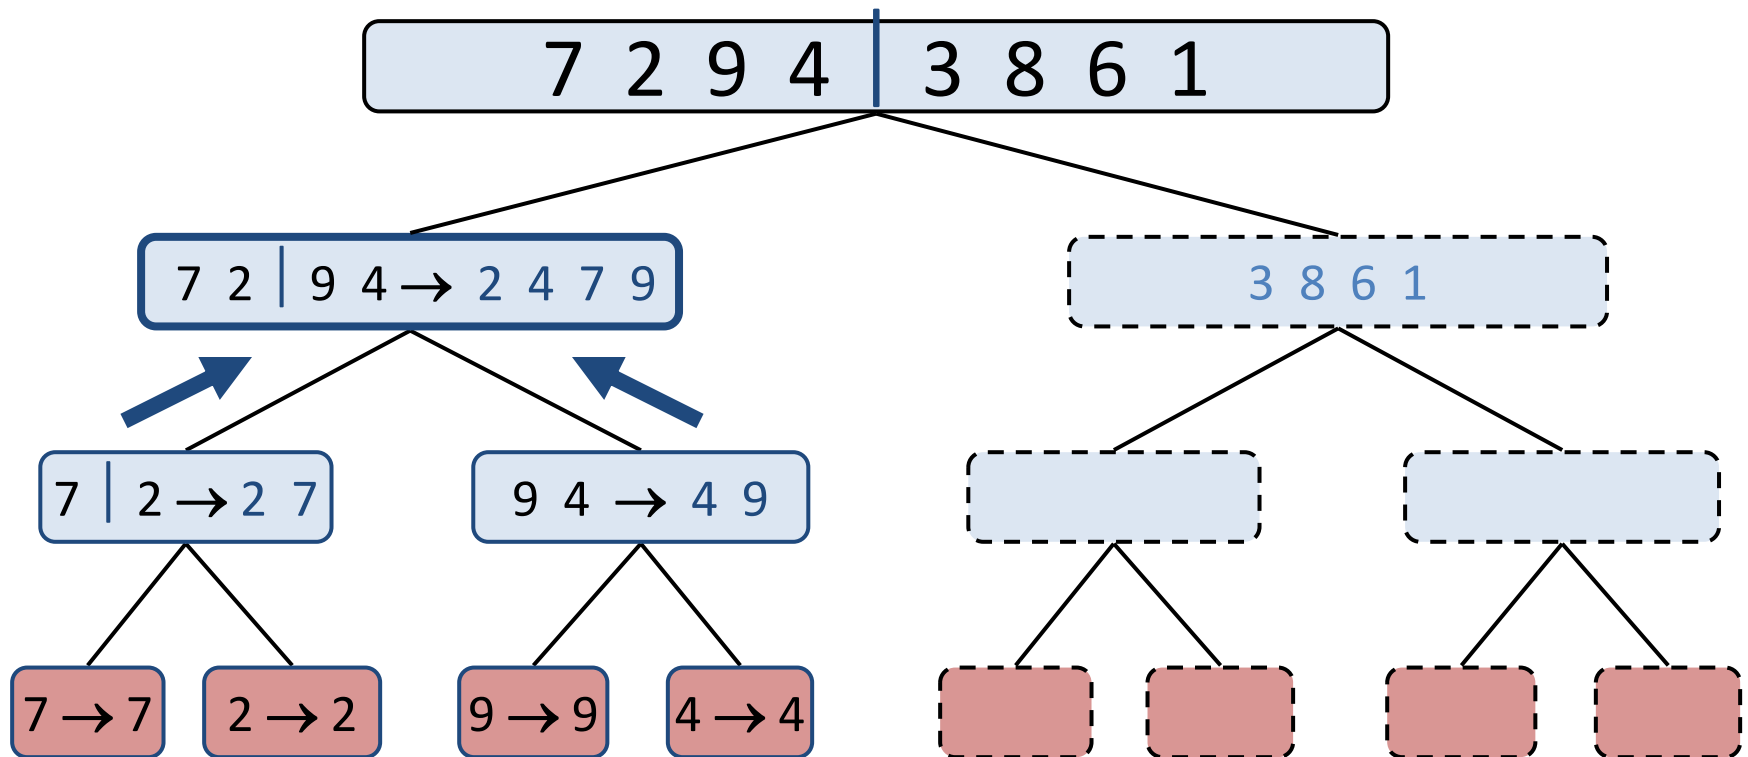 7 2 9 4 | 3 8 6 1
7 2 | 9 4 → 2 4 7 9
3 8 6 1
7 | 2 → 2 7
9 4 → 4 9
7 → 7
2 → 2
9 → 9
4 → 4